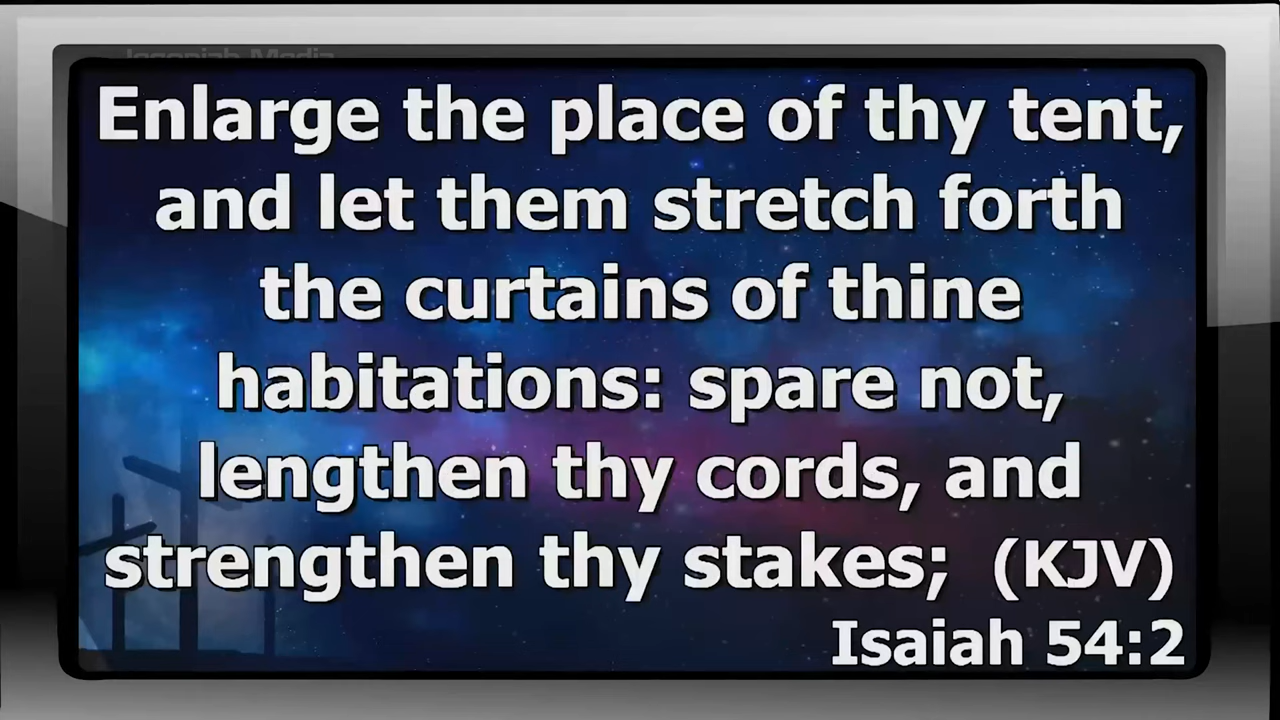 Enlarge the place of thy tent,
and let them stretch forth
the curtains of thine
habitations: spare not,
lengthen thy cords, and
strengthen thy stakes; (KJV)
Isaiah 54:2